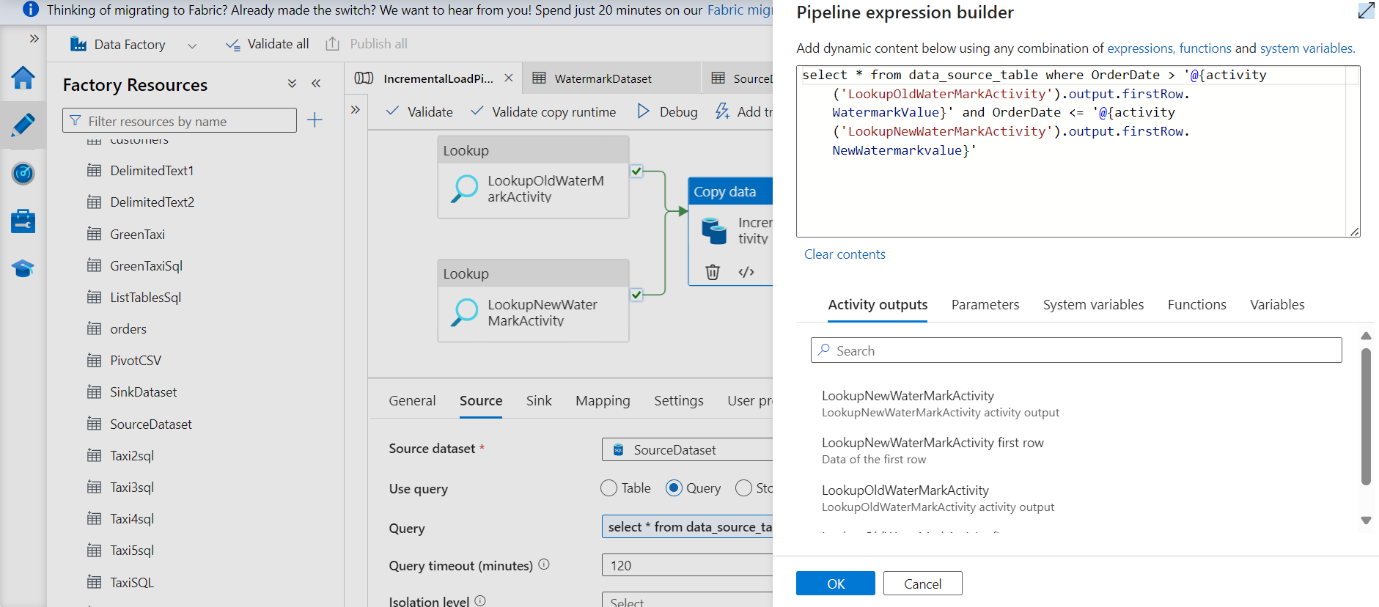 Thinking of migrating to Fabric? Already made the switch? We want to hear from you! Spend just 20 minutes on our Fabric mig
Data Factory
Validate all
Publish all
Factory Resources
Filter resources by name
customers
DelimitedText1
DelimitedText2
GreenTaxi
GreenTaxiSql
ListTablesSql
orders
PivotCSV
SinkDataset
SourceDataset
Taxi2sql
Taxi3sql
Taxi4sql
Taxi5sql
TaxiSQL
IncrementalLoadPi...
WatermarkDataset
SourceD
Validate
Validate copy runtime
Debug
Add tr
Lookup
LookupOldWaterM
arkActivity
Lookup
LookupNewWater
MarkActivity
Copy data
Increr
tivity
General
Source
Sink
Mapping
Settings
User pr
Source dataset *
SourceDataset
Use query
Table
Query
Sto
Query
select * from data_source_ta
Query timeout (minutes)
120
Isolation level
Select
Pipeline expression builder
Add dynamic content below using any combination of expressions, functions and system variables.
select * from data_source_table where OrderDate > '@{activity
('LookupOldWaterMarkActivity').output.firstRow.
WatermarkValue}' and OrderDate <= '@{activity
('LookupNewWaterMarkActivity').output.firstRow.
NewWatermarkvalue}'
Clear contents
Activity outputs
Parameters
System variables
Functions
Variables
Search
LookupNewWaterMarkActivity
LookupNewWaterMarkActivity activity output
LookupNewWaterMarkActivity first row
Data of the first row
LookupOldWaterMarkActivity
LookupOldWaterMarkActivity activity output
OK
Cancel